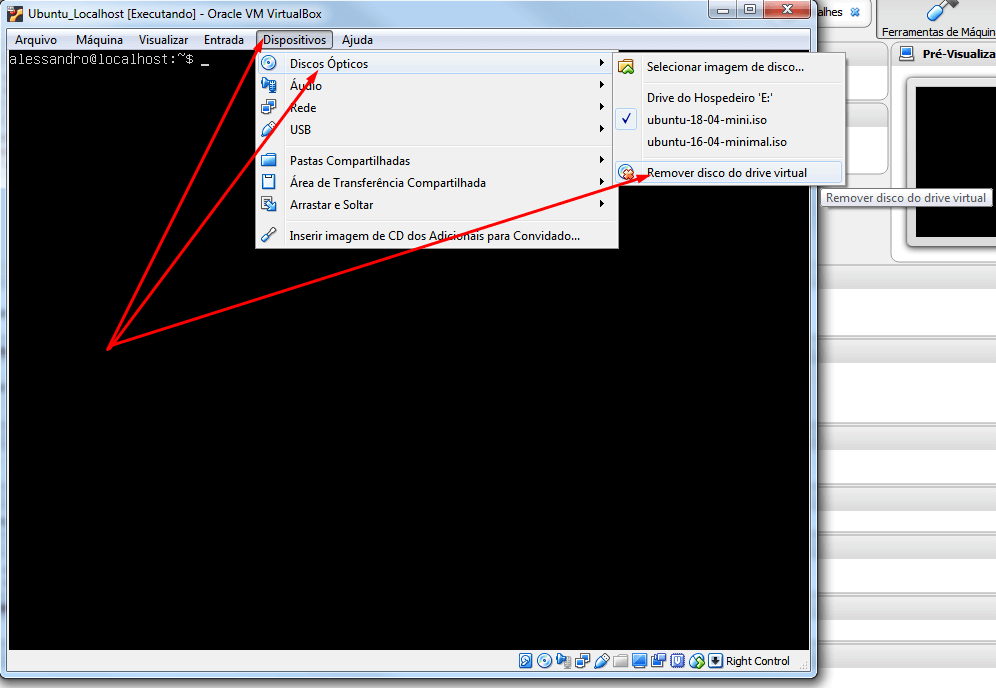 Ubuntu_Localhost [Executando] - Oracle VM VirtualBox
Arquivo Máquina Visualizar Entrada Dispositivos Ajuda
alessandro@localhost:~$ _
Discos Ópticos
Áudio
Rede
USB
Pastas Compartilhadas
Área de Transferência Compartilhada
Arrastar e Soltar
Inserir imagem de CD dos Adicionais para Convidado...
Selecionar imagem de disco...
Drive do Hospedeiro 'E:'
ubuntu-18-04-mini.iso
ubuntu-16-04-minimal.iso
Remover disco do drive virtual
Remover disco do drive virtual
alhes
Ferramentas de Máquin
Pré-Visualiza
Right Control